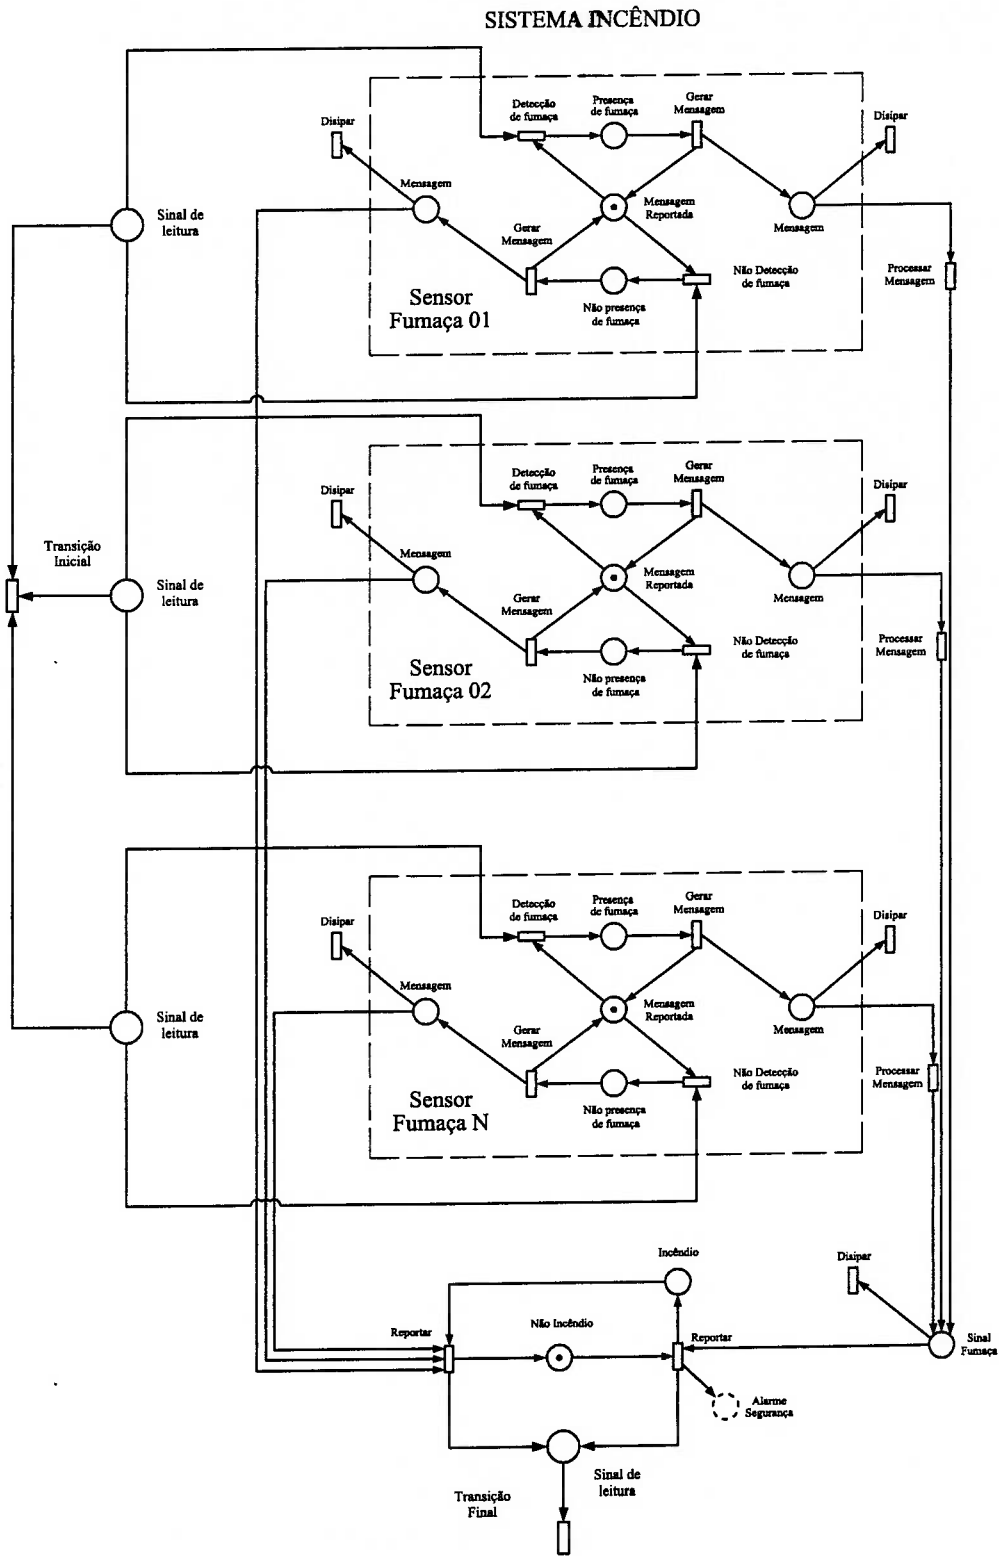 SISTEMA INCÊNDIO
Disipar
Detecção
de fumaça
Presença
de fumaça
Gerar
Mensagem
Disipar
Mensagem
Sinal de
leitura
Gerar
Mensagem
Mensagem
Reportada
Mensagem
Sensor
Fumaça 01
Não presença
de fumaça
Não Detecção
de fumaça
Processar
Mensagem
Disipar
Detecção
de fumaça
Presença
de fumaça
Gerar
Mensagem
Disipar
Transição
Inicial
Mensagem
Sinal de
leitura
Gerar
Mensagem
Mensagem
Reportada
Mensagem
Sensor
Fumaça 02
Não presença
de fumaça
Não Detecção
de fumaça
Processar
Mensagem
Disipar
Detecção
de fumaça
Presença
de fumaça
Gerar
Mensagem
Disipar
Mensagem
Sinal de
leitura
Gerar
Mensagem
Mensagem
Reportada
Mensagem
Sensor
Fumaça N
Não presença
de fumaça
Não Detecção
de fumaça
Processar
Mensagem
Incêndio
Disipar
Reportar
Não Incêndio
Reportar
Sinal
Fumaça
Alarme
Segurança
Sinal de
leitura
Transição
Final